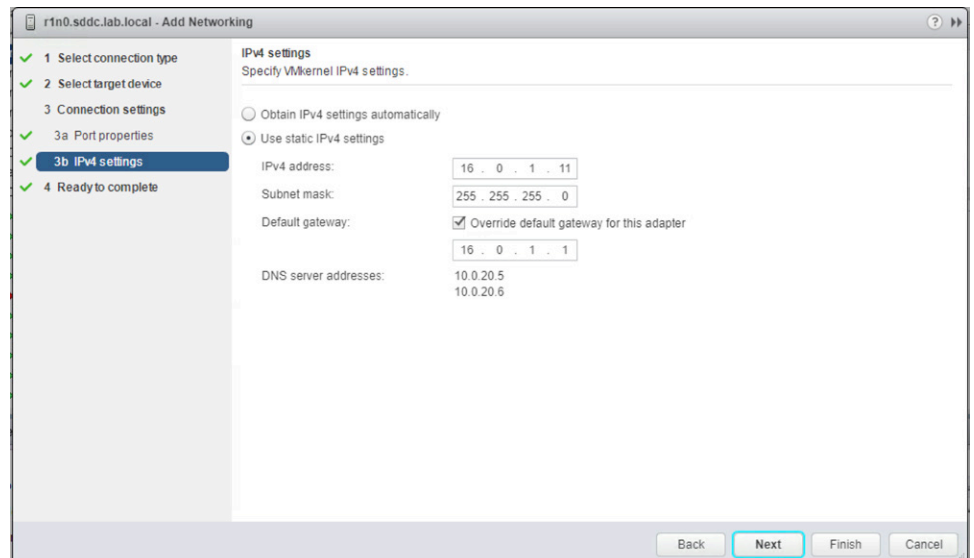 r1n0.sddc.lab.local - Add Networking
1 Select connection type
2 Select target device
3 Connection settings
3a Port properties
3b IPv4 settings
4 Ready to complete
IPv4 settings
Specify VMkernel IPv4 settings.
Obtain IPv4 settings automatically
Use static IPv4 settings
IPv4 address: 16 . 0 . 1 . 11
Subnet mask: 255 . 255 . 255 . 0
Default gateway: Override default gateway for this adapter
16 . 0 . 1 . 1
DNS server addresses: 10.0.20.5
10.0.20.6
Back Next Finish Cancel